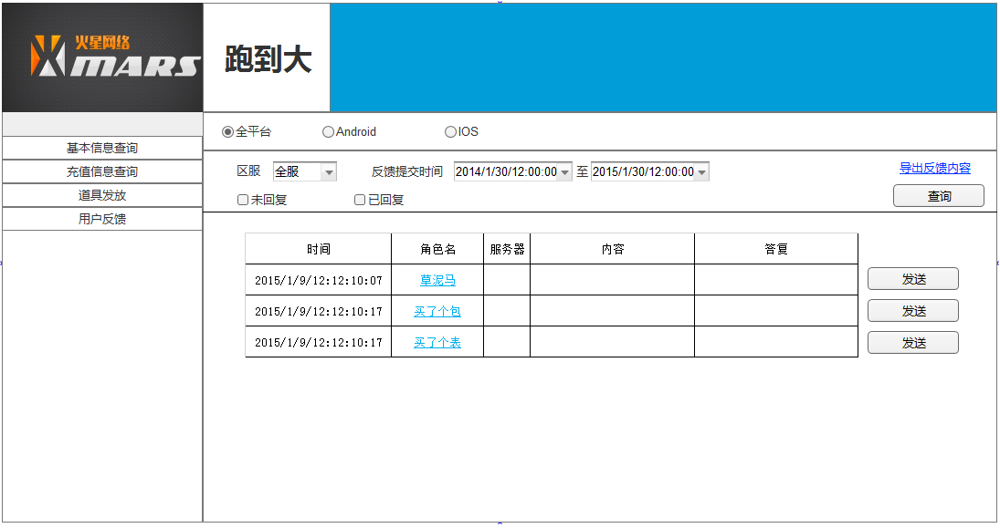 火星网络
MARS
跑到大
全平台 Android IOS
基本信息查询
充值信息查询
道具发放
用户反馈
区服 全服 反馈提交时间 2014/1/30/12:00:00 至 2015/1/30/12:00:00 导出反馈内容
未回复 已回复 查询
时间 角色名 服务器 内容 答复
2015/1/9/12:12:10:07 草泥马 发送
2015/1/9/12:12:10:17 买了个包 发送
2015/1/9/12:12:10:17 买了个表 发送